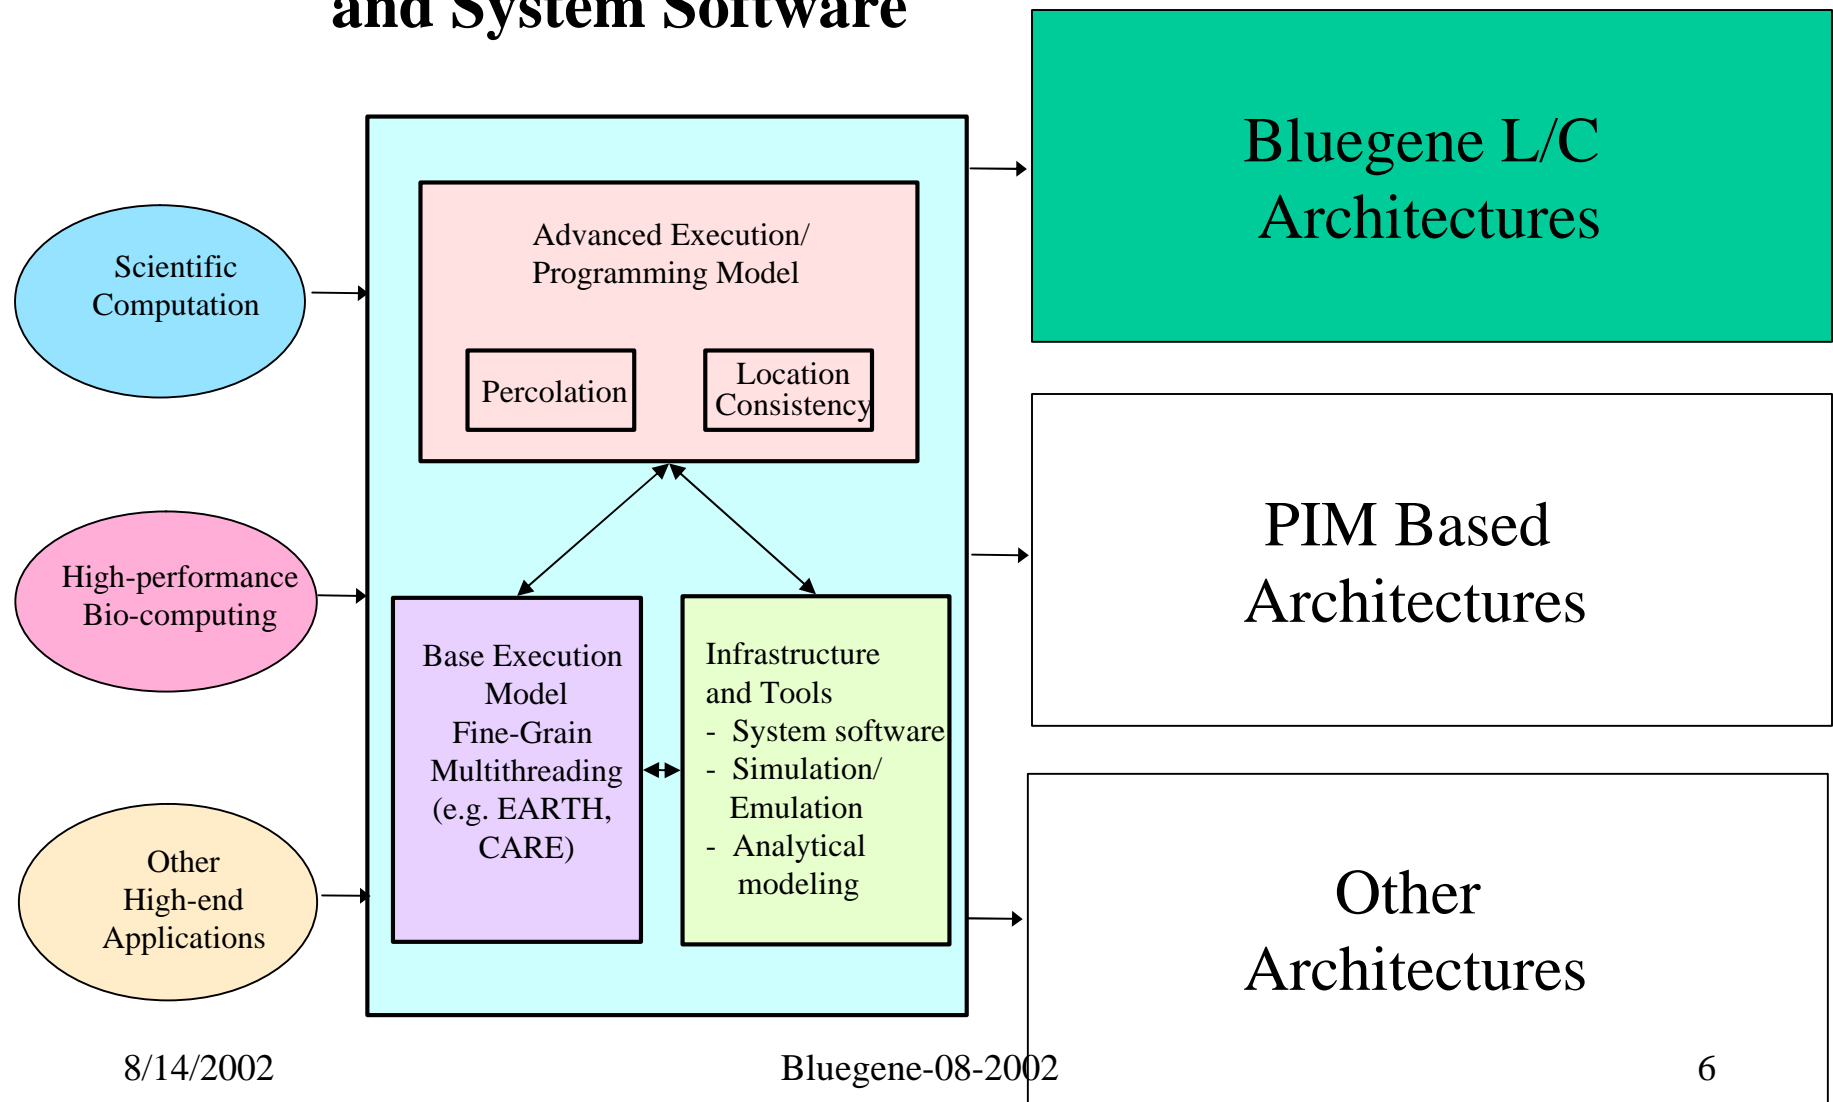 and System Software
Bluegene L/C
Architectures
Advanced Execution/
Programming Model
Scientific
Computation
Percolation
Location
Consistency
PIM Based
Architectures
High-performance
Bio-computing
Base Execution
Model
Fine-Grain
Multithreading
(e.g. EARTH,
CARE)
Infrastructure
and Tools
- System software
- Simulation/
Emulation
- Analytical
modeling
Other
High-end
Applications
Other
Architectures
8/14/2002
Bluegene-08-2002
6